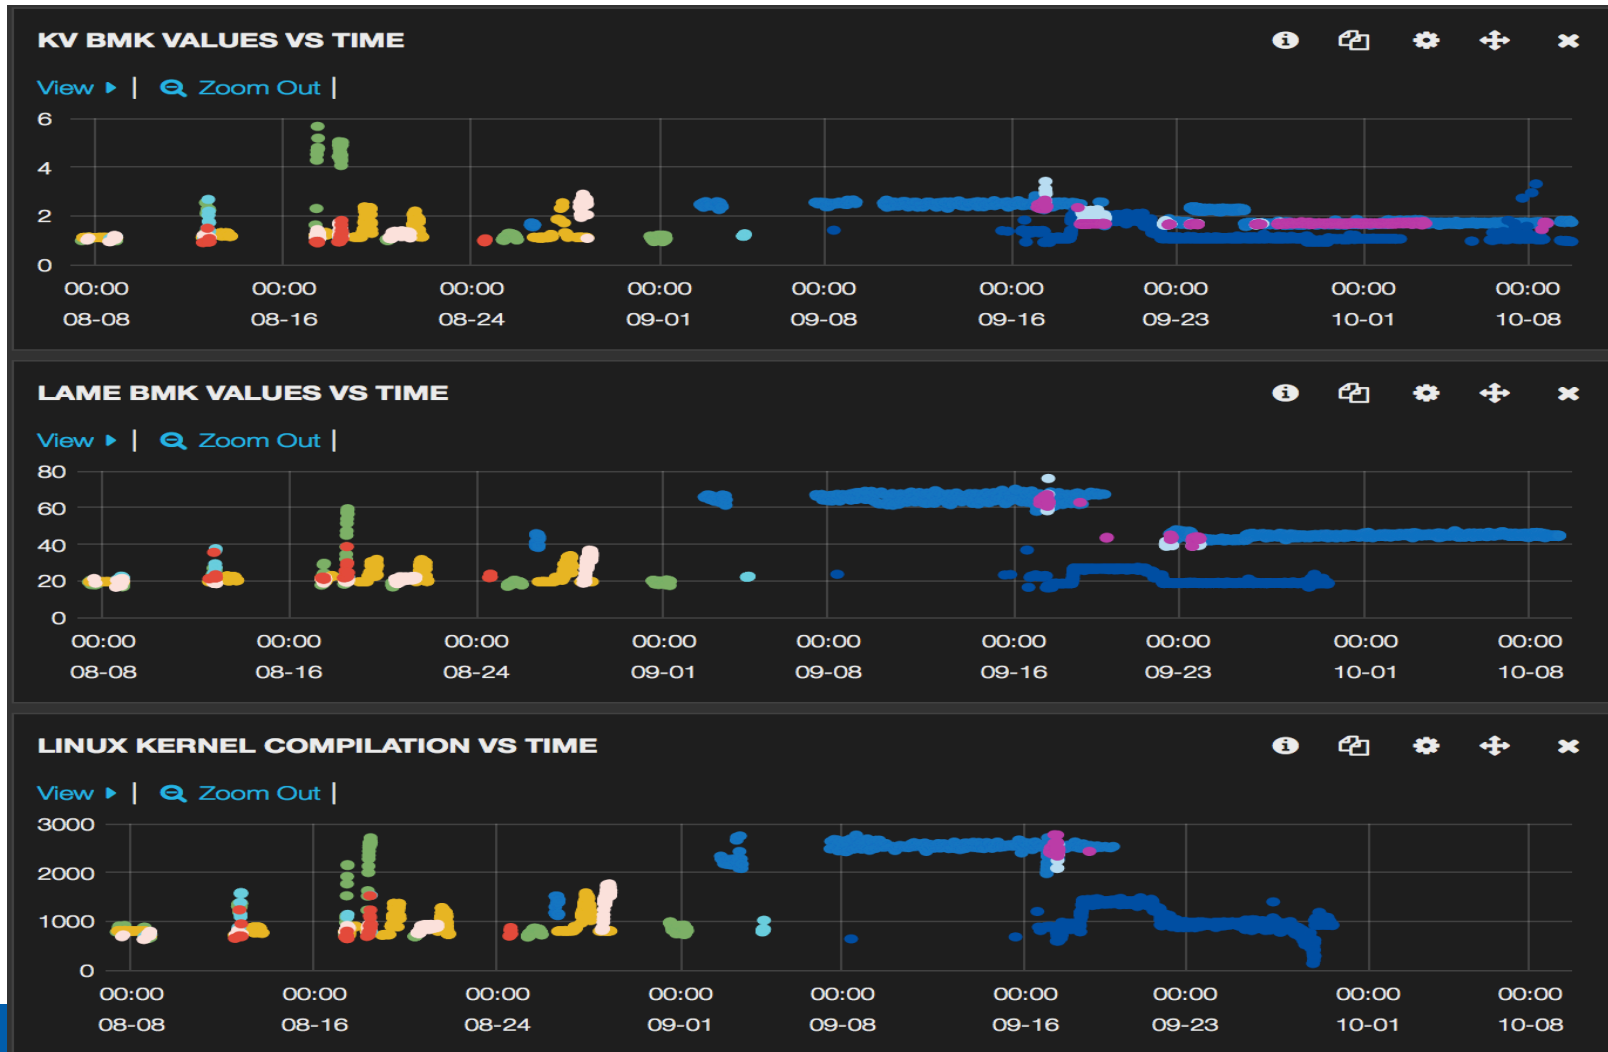 KV BMK VALUES VS TIME
View | Zoom Out |
6
4
2
0
00:00 00:00 00:00 00:00 00:00 00:00 00:00 00:00 00:00
08-08 08-16 08-24 09-01 09-08 09-16 09-23 10-01 10-08
LAME BMK VALUES VS TIME
View | Zoom Out |
80
60
40
20
0
00:00 00:00 00:00 00:00 00:00 00:00 00:00 00:00 00:00
08-08 08-16 08-24 09-01 09-08 09-16 09-23 10-01 10-08
LINUX KERNEL COMPILATION VS TIME
View | Zoom Out |
3000
2000
1000
0
00:00 00:00 00:00 00:00 00:00 00:00 00:00 00:00 00:00
08-08 08-16 08-24 09-01 09-08 09-16 09-23 10-01 10-08